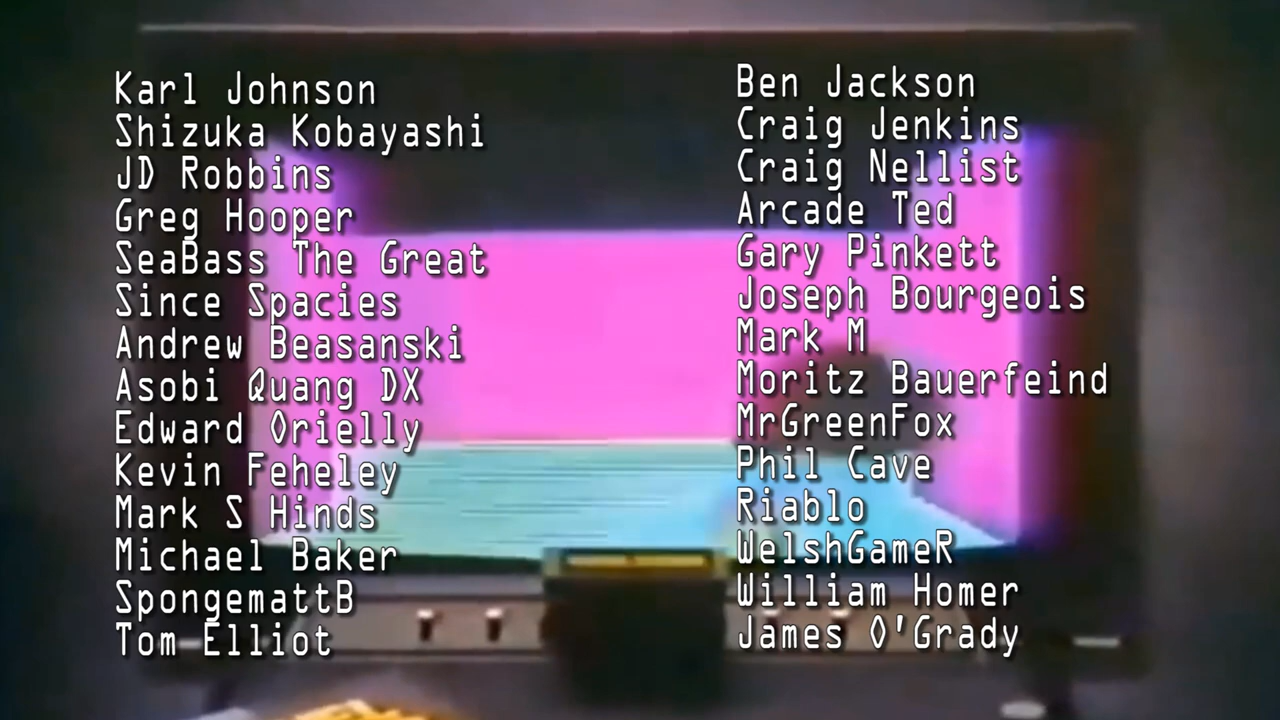 Karl Johnson
Shizuka Kobayashi
JD Robbins
Greg Hooper
SeaBass The Great
Since Spacies
Andrew Beasanski
Asobi Quang DX
Edward Orielly
Kevin Feheley
Mark S Hinds
Michael Baker
SpongemattB
Tom Elliot
Ben Jackson
Craig Jenkins
Craig Nellist
Arcade Ted
Gary Pinkett
Joseph Bourgeois
Mark M
Moritz Bauerfeind
MrGreenFox
Phil Cave
Riablo
WelshGameR
William Homer
James O'Grady